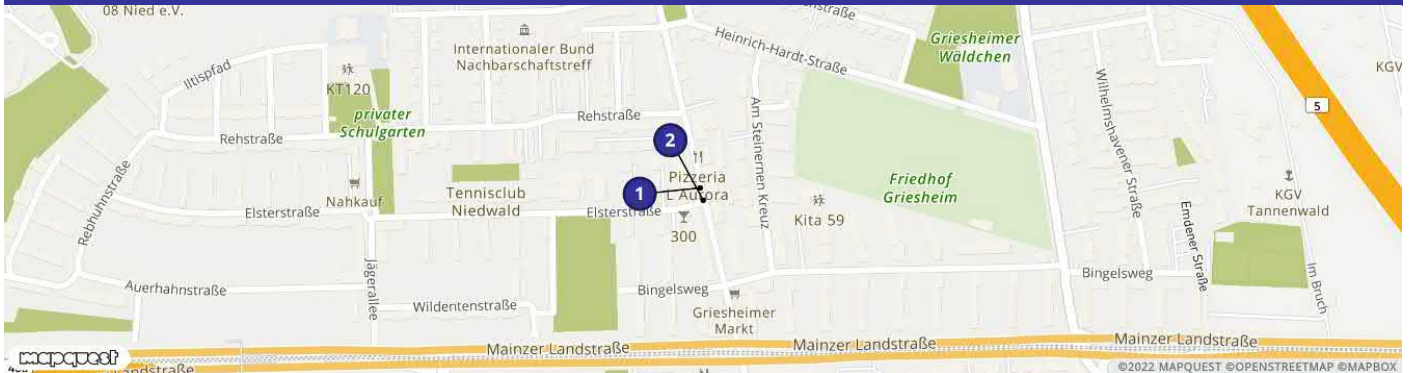 08 Nied e.V.
Heinrich-Hardt-Straße
Griesheimer
Wäldchen
KGV
Internationaler Bund
Nachbarschaftstreff
Iltispfad
KT120
privater
Schulgarten
Rehstraße
Rehstraße
Am Steinernen Kreuz
Wilhelmshavener Straße
5
2
Pizzeria
L'Aurora
1
Rebhuhnstraße
Nahkauf
Elsterstraße
Tennisclub
Niedwald
Elsterstraße
300
Kita 59
Friedhof
Griesheim
Emdener Straße
KGV
Tannenwald
Im Bruch
Jägerallee
Auerhahnstraße
Wildentenstraße
Bingelsweg
Bingelsweg
Griesheimer
Markt
Mainzer Landstraße
Mainzer Landstraße
mapquest
Landstraße
©2022 MAPQUEST ©OPENSTREETMAP ©MAPBOX